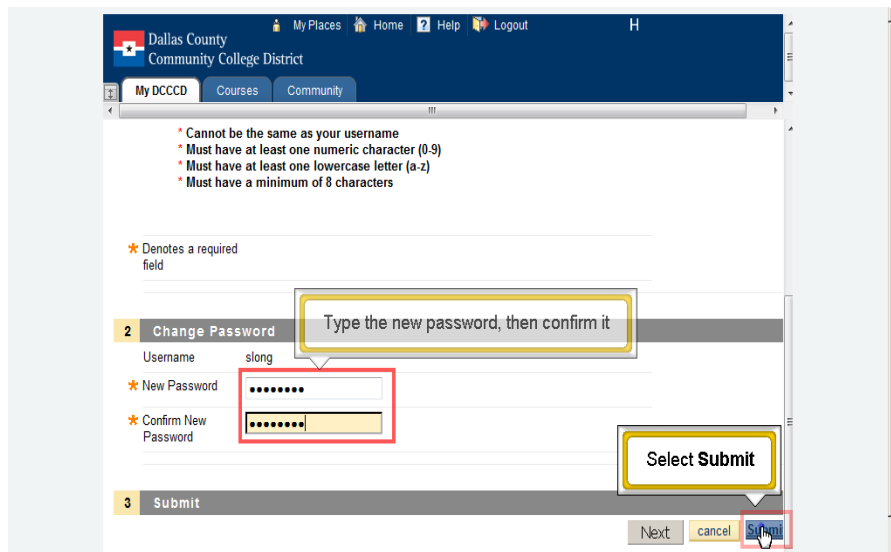 My Places Home ? Help Logout H
Dallas County
Community College District
My DCCCD Courses Community
* Cannot be the same as your username
* Must have at least one numeric character (0-9)
* Must have at least one lowercase letter (a-z)
* Must have a minimum of 8 characters
* Denotes a required
field
Type the new password, then confirm it
2 Change Password
Username slong
* New Password ••••••••
* Confirm New
Password ••••••••
Select Submit
3 Submit
Next cancel Submi